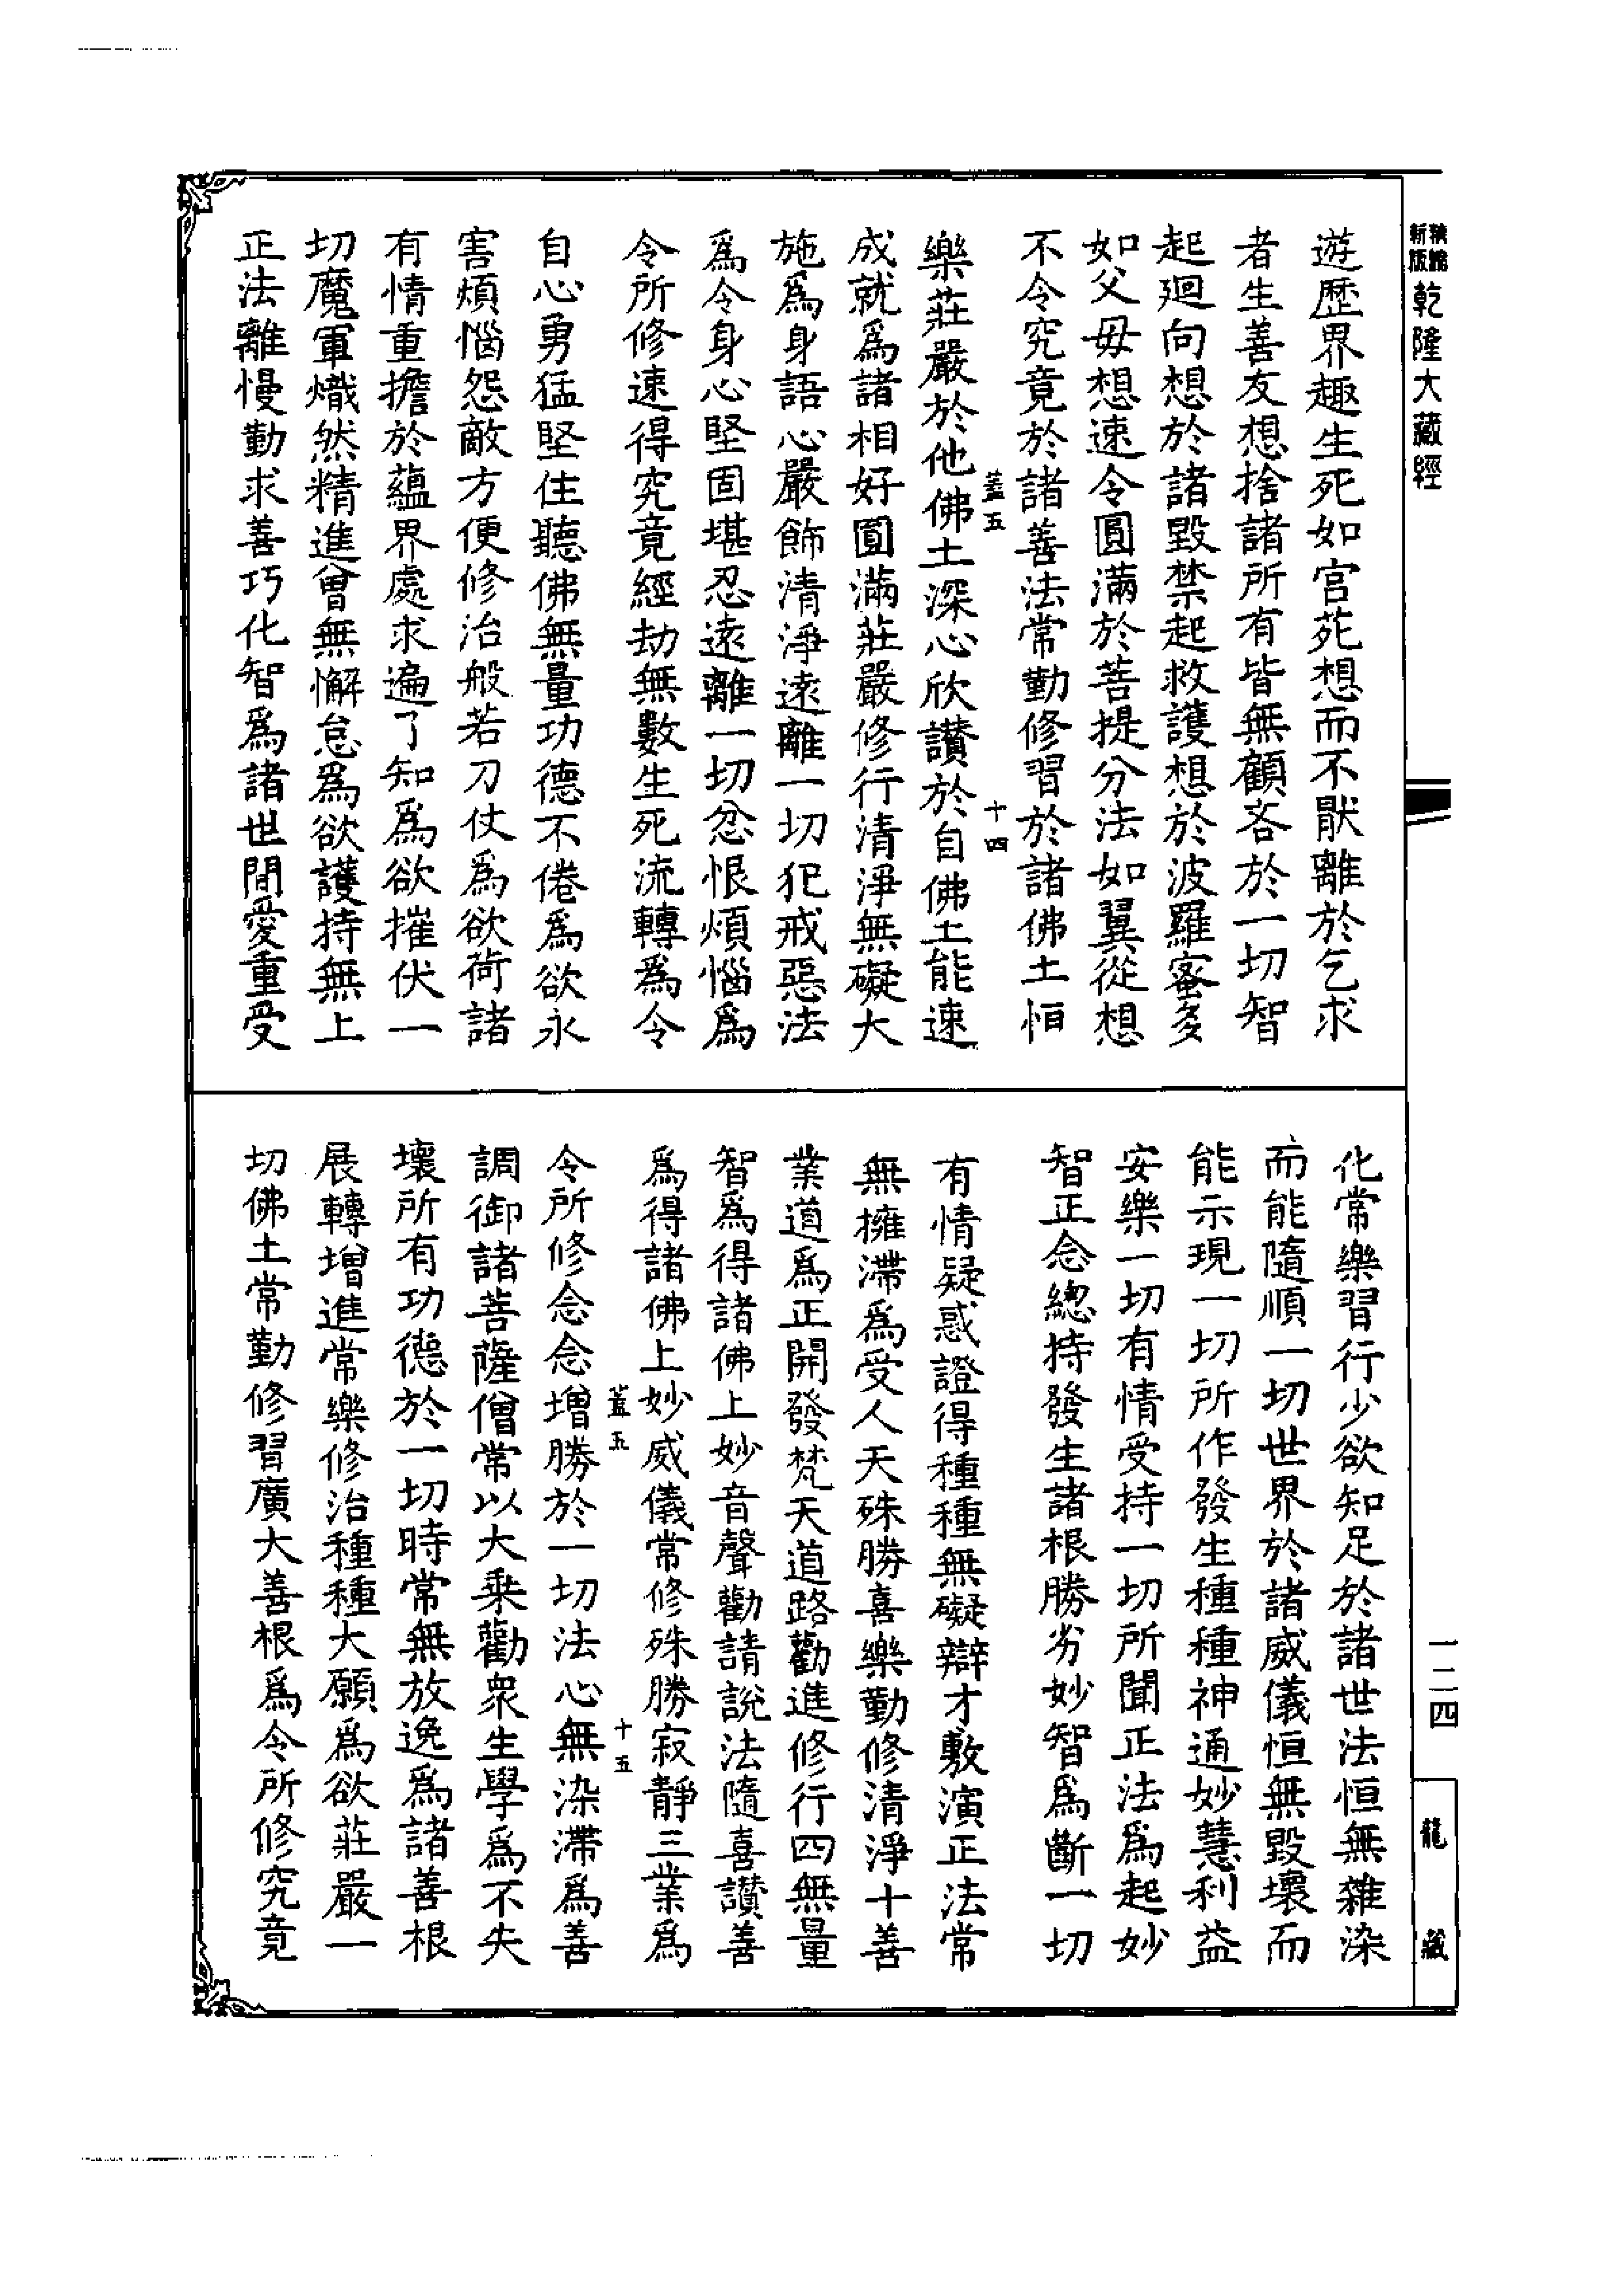 新版
乾隆大藏經
遊歷界趣生死如宮苑想而不厭離於乞求
者生善友想捨諸所有皆無顧吝於一切智
起迴向想於諸毀禁起救護想於波羅蜜多
如父母想速令圓滿於菩提分法如翼從想
不令究竟於諸善法常勤修習於諸佛土恒
蓋五
十四
樂莊嚴於他佛土深心欣讚於自佛土能速
成就爲諸相好圓滿莊嚴修行清淨無礙大
施爲身語心嚴飾清淨遠離一切犯戒惡法
爲令身心堅固堪忍遠離一切忿恨煩惱爲
令所修速得究竟經劫無數生死流轉爲令
自心勇猛堅住聽佛無量功德不倦爲欲永
害煩惱怨敵方便修治般若刀仗爲欲荷諸
有情重擔於蘊界處求遍了知爲欲摧伏一
切魔軍熾然精進曾無懈怠爲欲護持無上
正法離慢勤求善巧化智爲諸世間愛重受
化常樂習行少欲知足於諸世法恒無雜染
而能隨順一切世界於諸威儀恒無毀壞而
能示現一切所作發生種種神通妙慧利益
安樂一切有情受持一切所聞正法爲起妙
智正念總持發生諸根勝劣妙智爲斷一切
有情疑惑證得種種無礙辯才敷演正法常
無擁滯爲受人天殊勝喜樂勤修清淨十善
業道爲正開發梵天道路勸進修行四無量
智爲得諸佛上妙音聲勸請說法隨喜讚善
爲得諸佛上妙威儀常修殊勝寂靜三業爲
蓋五
十五
令所修念念增勝於一切法心無染滯爲善
調御諸菩薩僧常以大乘勸衆生學爲不失
壞所有功德於一切時常無放逸爲諸善根
展轉增進常樂修治種種大願爲欲莊嚴一
切佛土常勤修習廣大善根爲令所修究竟
一二四
龍藏